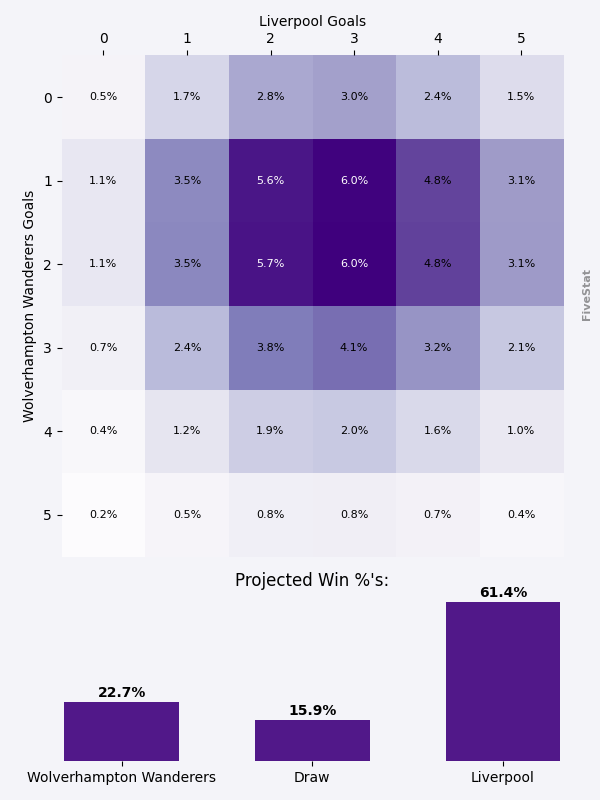 Liverpool Goals
0 1 2 3 4 5
Wolverhampton Wanderers Goals
0 0.5% 1.7% 2.8% 3.0% 2.4% 1.5%
1 1.1% 3.5% 5.6% 6.0% 4.8% 3.1%
2 1.1% 3.5% 5.7% 6.0% 4.8% 3.1%
3 0.7% 2.4% 3.8% 4.1% 3.2% 2.1%
4 0.4% 1.2% 1.9% 2.0% 1.6% 1.0%
5 0.2% 0.5% 0.8% 0.8% 0.7% 0.4%
FiveStat
Projected Win %'s:
22.7% 15.9% 61.4%
Wolverhampton Wanderers Draw Liverpool